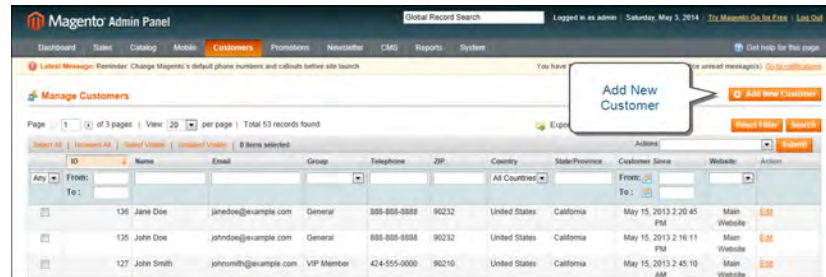 Magento Admin Panel
Global Record Search
Logged in as admin | Saturday, May 3, 2014 | Try Magento Go for Free | Log Out
Dashboard Sales Catalog Mobile Customers Promotions Newsletter CMS Reports System
Get help for this page
Latest Message: Reminder: Change Magento's default phone numbers and callouts before site launch
You have
unread message(s). Go to notifications
Add New Customer
Manage Customers
Add New Customer
Page 1 of 3 pages | View 20 per page | Total 53 records found
Expo
Reset Filter Search
Select All | Unselect All | Select Visible | Unselect Visible | 0 items selected
Actions Submit
ID Name Email Group Telephone ZIP Country State/Province Customer Since Website Action
Any From: All Countries From:
To: To:
136 Jane Doe janedoe@example.com General 888-888-8888 90232 United States California May 15, 2013 2:20:45 PM Main Website Edit
135 John Doe johndoe@example.com General 888-888-8888 90232 United States California May 15, 2013 2:16:11 PM Main Website Edit
127 John Smith johnsmith@example.com VIP Member 424-555-0000 90210 United States California May 15, 2013 2:45:10 AM Main Website Edit